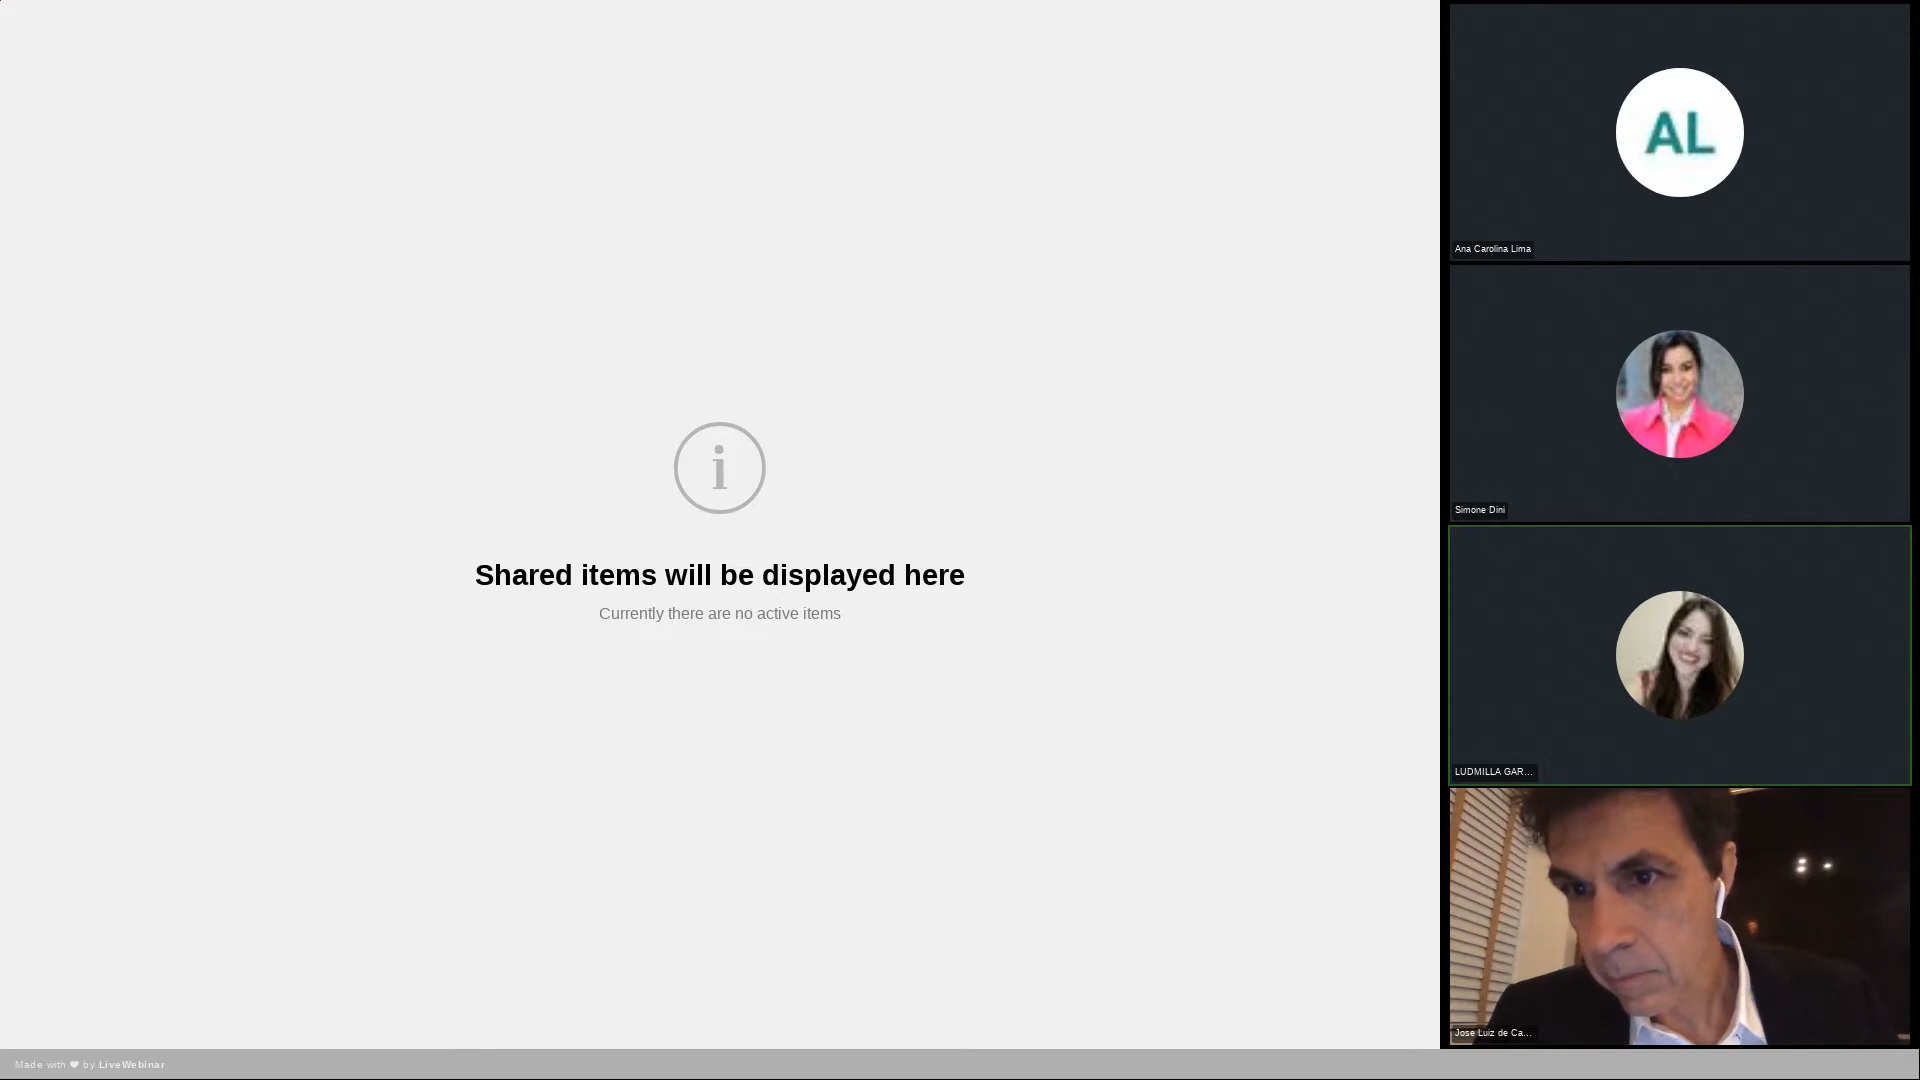 AL
Ana Carolina Lima
Simone Dini
i
Shared items will be displayed here
Currently there are no active items
LUDMILLA GAR...
Jose Luiz de Ca...
Made with ❤ by LiveWebinar